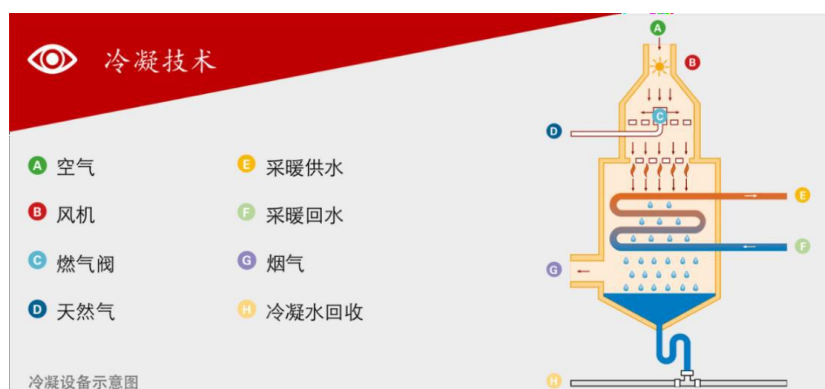 冷凝技术
A 空气
B 风机
C 燃气阀
D 天然气
E 采暖供水
F 采暖回水
G 烟气
H 冷凝水回收
冷凝设备示意图
A
B
C
D
E
F
G
H